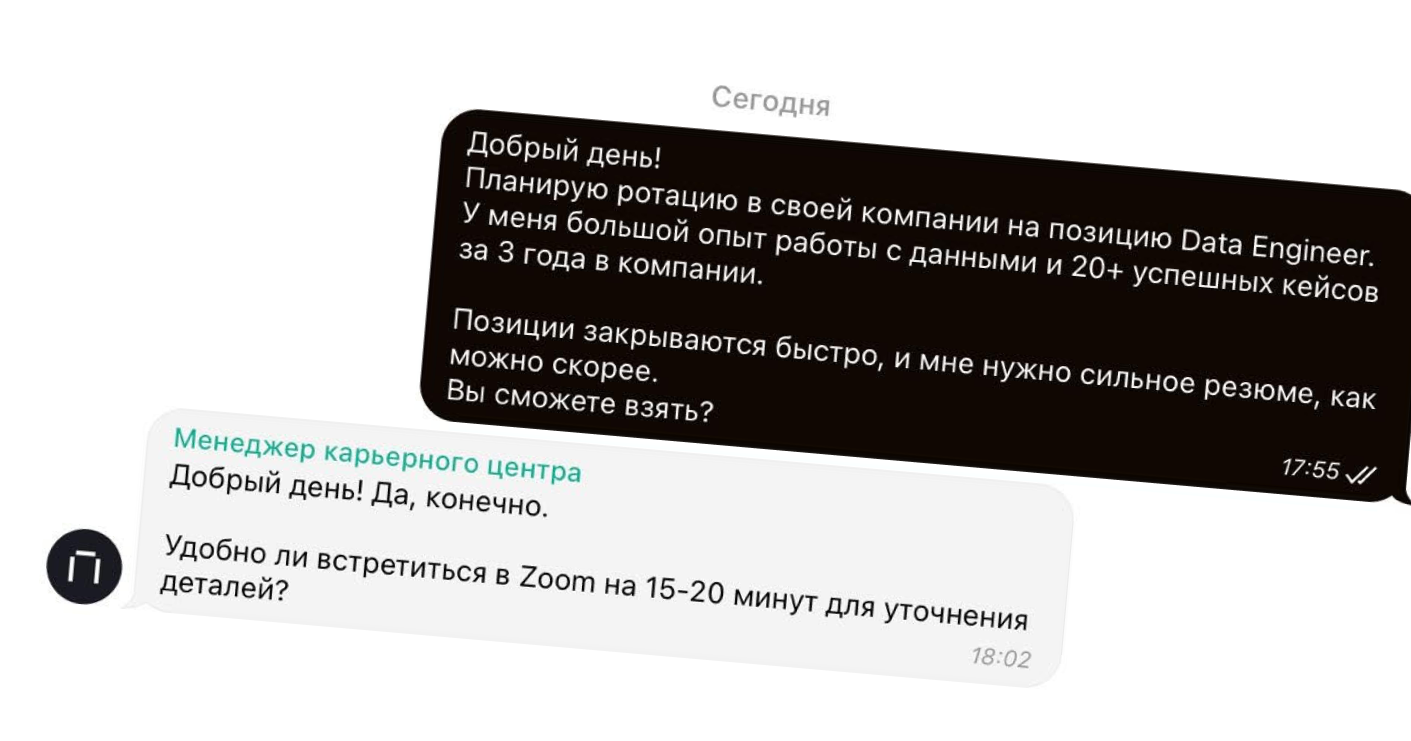 Сегодня
Добрый день!
Планирую ротацию в своей компании на позицию Data Engineer.
У меня большой опыт работы с данными и 20+ успешных кейсов
за 3 года в компании.
Позиции закрываются быстро, и мне нужно сильное резюме, как
можно скорее.
Вы сможете взять?
17:55
Менеджер карьерного центра
Добрый день! Да, конечно.
Удобно ли встретиться в Zoom на 15-20 минут для уточнения
деталей?
18:02